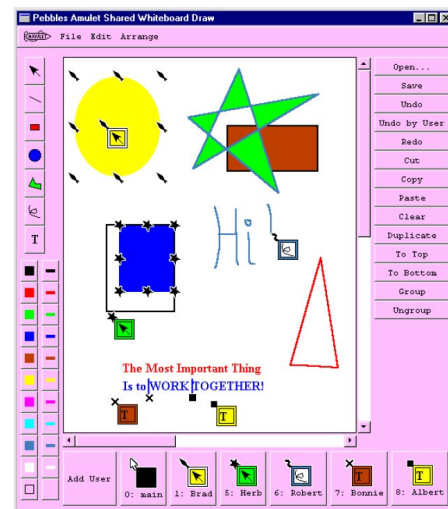 Pebbles Amulet Shared Whiteboard Draw
File Edit Arrange
Open...
Save
Undo
Undo by User
Redo
Cut
Copy
Paste
Clear
Duplicate
To Top
To Bottom
Group
Ungroup
T
Hi!
The Most Important Thing
Is to WORK TOGETHER!
T
T
Add User
0: main
1: Brad
5: Herb
6: Robert
T
7: Bonnie
T
8: Albert